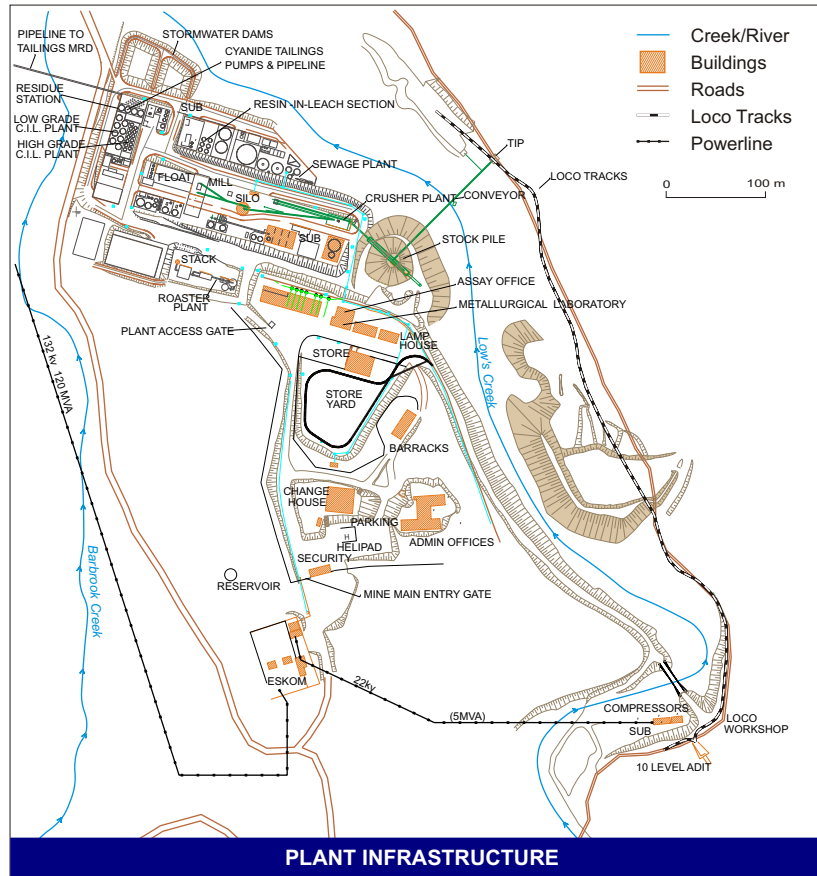 PIPELINE TO
TAILINGS MRD
STORMWATER DAMS
CYANIDE TAILINGS
PUMPS & PIPELINE
RESIDUE
STATION
SUB
RESIN -IN-LEACH SECTION
LOW GRADE
C.I.L. PLANT
HIGH GRADE
C.I.L. PLANT
SEWAGE PLANT
FLOAT
MILL
SILO
CRUSHER PLANT
CONVEYOR
TIP
LOCO TRACKS
SUB
STOCK PILE
STACK
ASSAY OFFICE
ROASTER
PLANT
METALLURGICAL LABORATORY
PLANT ACCESS GATE
LAMP
HOUSE
STORE
STORE
YARD
BARRACKS
132 kv 120 MVA
Low's Creek
CHANGE
HOUSE
PARKING
H
HELIPAD
ADMIN OFFICES
SECURITY
Barbrook Creek
RESERVOIR
MINE MAIN ENTRY GATE
ESKOM
22kv
(5MVA)
COMPRESSORS
SUB
LOCO
WORKSHOP
10 LEVEL ADIT
Creek/River
Buildings
Roads
Loco Tracks
Powerline
0 100 m
PLANT INFRASTRUCTURE